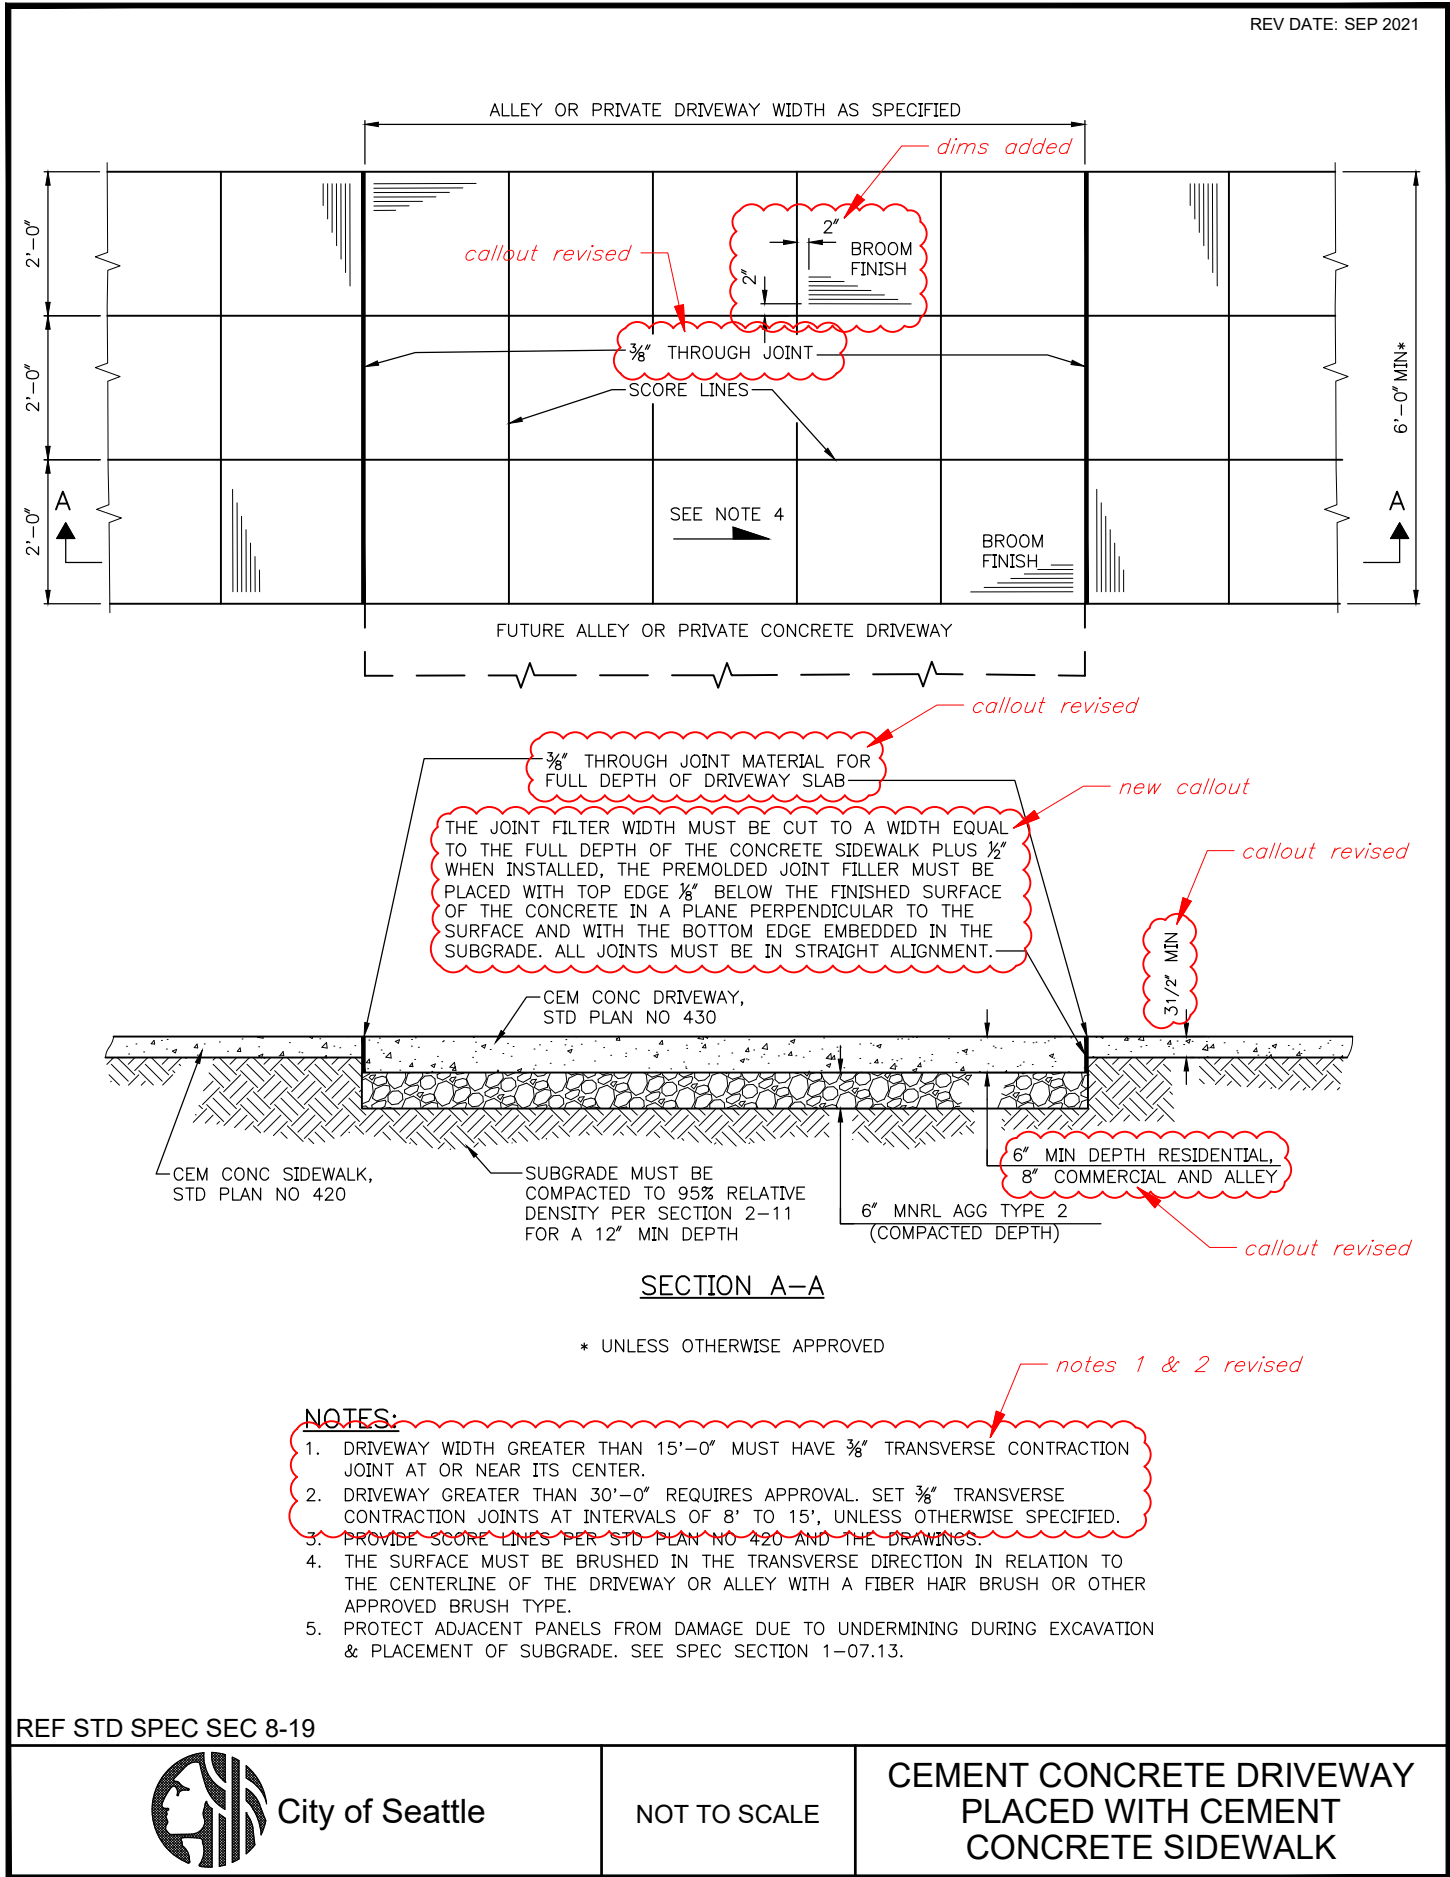 REV DATE: SEP 2021
ALLEY OR PRIVATE DRIVEWAY WIDTH AS SPECIFIED
dims added
2'-0"
2"
callout revised
BROOM
FINISH
2"
⅜" THROUGH JOINT
2'-0"
6'-0" MIN*
SCORE LINES
A
A
2'-0"
SEE NOTE 4
BROOM
FINISH
FUTURE ALLEY OR PRIVATE CONCRETE DRIVEWAY
callout revised
⅜" THROUGH JOINT MATERIAL FOR
FULL DEPTH OF DRIVEWAY SLAB
new callout
THE JOINT FILTER WIDTH MUST BE CUT TO A WIDTH EQUAL
TO THE FULL DEPTH OF THE CONCRETE SIDEWALK PLUS ½"
WHEN INSTALLED, THE PREMOLDED JOINT FILLER MUST BE
PLACED WITH TOP EDGE ⅛" BELOW THE FINISHED SURFACE
OF THE CONCRETE IN A PLANE PERPENDICULAR TO THE
SURFACE AND WITH THE BOTTOM EDGE EMBEDDED IN THE
SUBGRADE. ALL JOINTS MUST BE IN STRAIGHT ALIGNMENT.
callout revised
31/2" MIN
CEM CONC DRIVEWAY,
STD PLAN NO 430
CEM CONC SIDEWALK,
STD PLAN NO 420
SUBGRADE MUST BE
COMPACTED TO 95% RELATIVE
DENSITY PER SECTION 2-11
FOR A 12" MIN DEPTH
6" MNRL AGG TYPE 2
(COMPACTED DEPTH)
6" MIN DEPTH RESIDENTIAL,
8" COMMERCIAL AND ALLEY
callout revised
SECTION A-A
* UNLESS OTHERWISE APPROVED
notes 1 & 2 revised
NOTES:
1. DRIVEWAY WIDTH GREATER THAN 15'-0" MUST HAVE ⅜" TRANSVERSE CONTRACTION
JOINT AT OR NEAR ITS CENTER.
2. DRIVEWAY GREATER THAN 30'-0" REQUIRES APPROVAL. SET ⅜" TRANSVERSE
CONTRACTION JOINTS AT INTERVALS OF 8' TO 15', UNLESS OTHERWISE SPECIFIED.
3. PROVIDE SCORE LINES PER STD PLAN NO 420 AND THE DRAWINGS.
4. THE SURFACE MUST BE BRUSHED IN THE TRANSVERSE DIRECTION IN RELATION TO
THE CENTERLINE OF THE DRIVEWAY OR ALLEY WITH A FIBER HAIR BRUSH OR OTHER
APPROVED BRUSH TYPE.
5. PROTECT ADJACENT PANELS FROM DAMAGE DUE TO UNDERMINING DURING EXCAVATION
& PLACEMENT OF SUBGRADE. SEE SPEC SECTION 1-07.13.
REF STD SPEC SEC 8-19
City of Seattle
NOT TO SCALE
CEMENT CONCRETE DRIVEWAY
PLACED WITH CEMENT
CONCRETE SIDEWALK